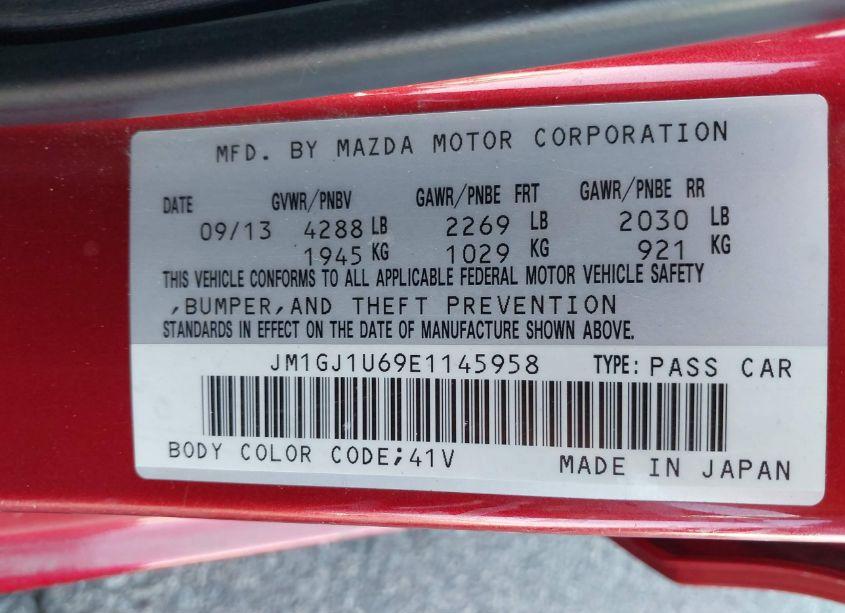 MFD. BY MAZDA MOTOR CORPORATION
DATE GVWR/PNBV GAWR/PNBE FRT GAWR/PNBE RR
09/13 4288 LB 2269 LB 2030 LB
1945 KG 1029 KG 921 KG
THIS VEHICLE CONFORMS TO ALL APPLICABLE FEDERAL MOTOR VEHICLE SAFETY
,BUMPER,AND THEFT PREVENTION
STANDARDS IN EFFECT ON THE DATE OF MANUFACTURE SHOWN ABOVE.
JM1GJ1U69E1145958 TYPE: PASS CAR
BODY COLOR CODE;41V
MADE IN JAPAN